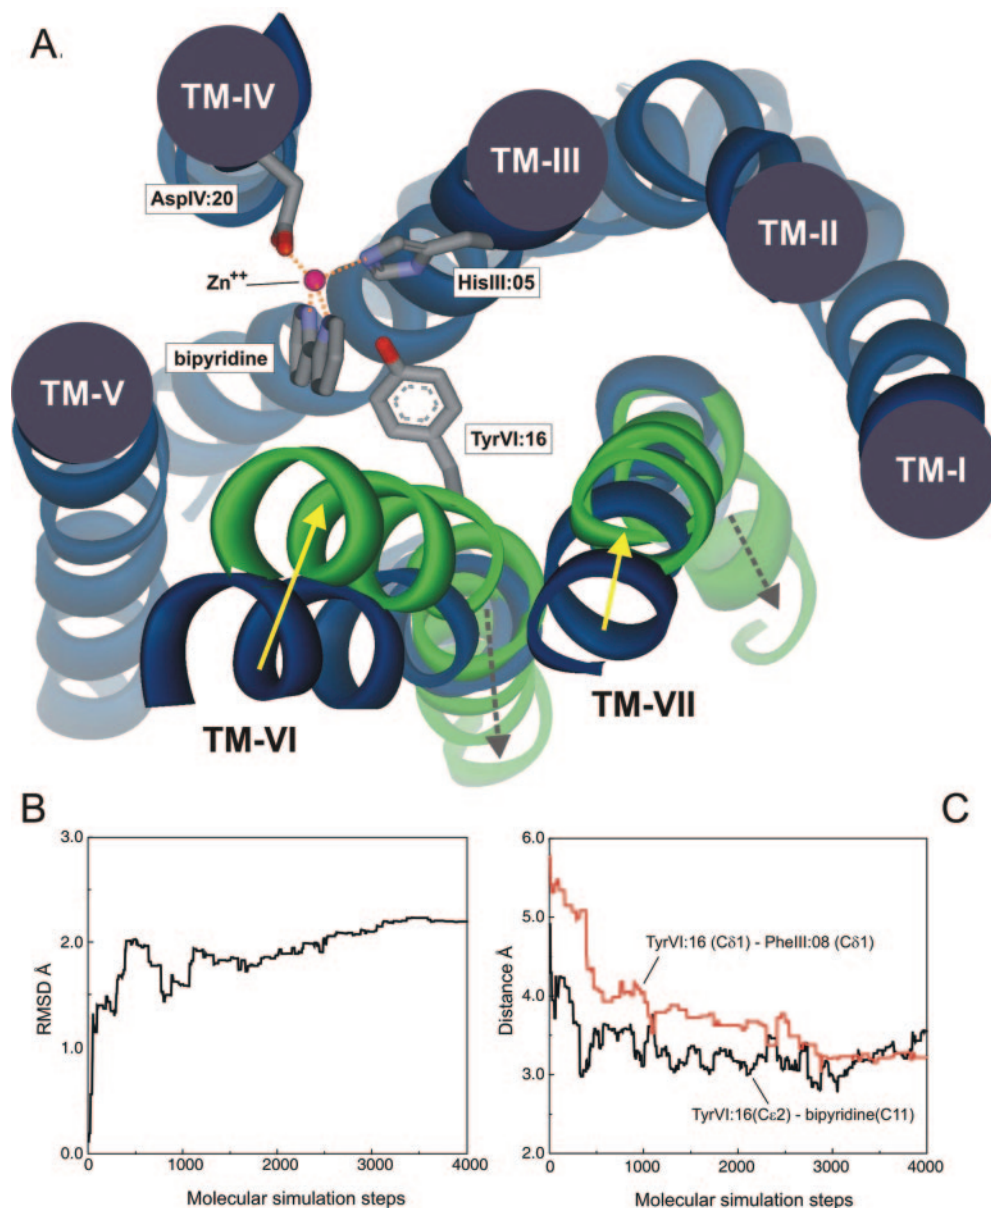 A.
TM-IV
TM-III
TM-II
AspIV:20
Zn++
HisIII:05
bipyridine
TM-V
TyrVI:16
TM-I
TM-VI
TM-VII
B
3.0
2.0
1.0
0.0
RMSD Å
0
1000
2000
3000
4000
Molecular simulation steps
C
6.0
5.0
4.0
3.0
2.0
Distance Å
TyrVI:16 (Cδ1) - PheIII:08 (Cδ1)
TyrVI:16(Cε2) - bipyridine(C11)
0
1000
2000
3000
4000
Molecular simulation steps